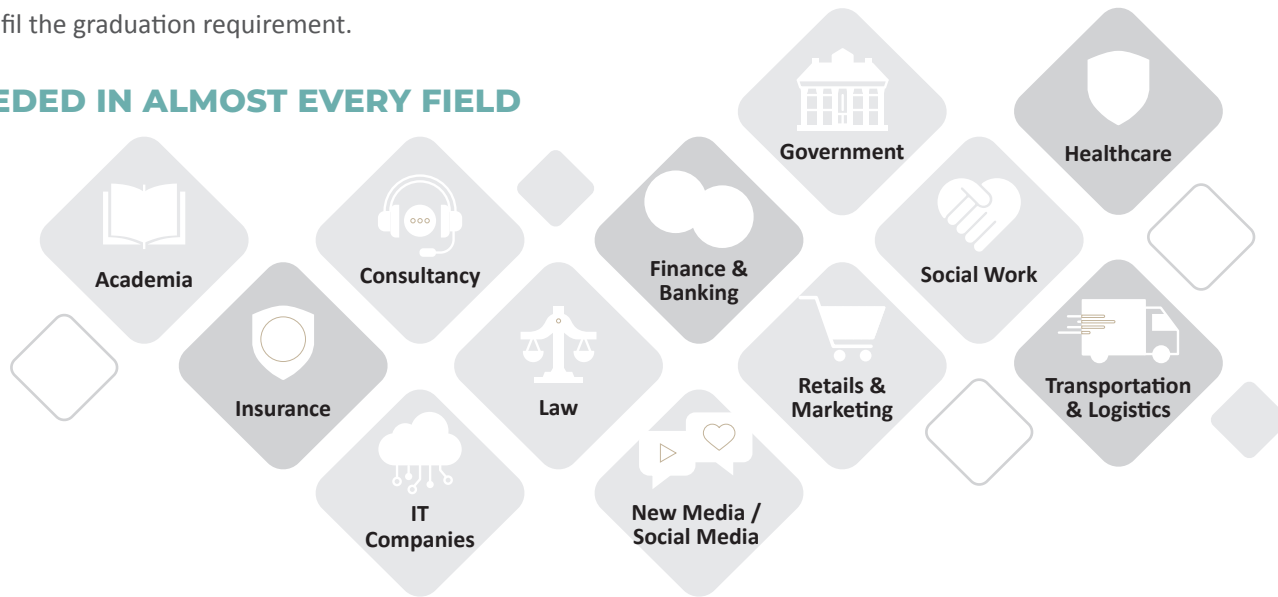 fil the graduation requirement.
EDED IN ALMOST EVERY FIELD
Government
Healthcare
Academia
Consultancy
Finance &
Banking
Social Work
Insurance
Law
Retails &
Marketing
Transportation
& Logistics
IT
Companies
New Media /
Social Media